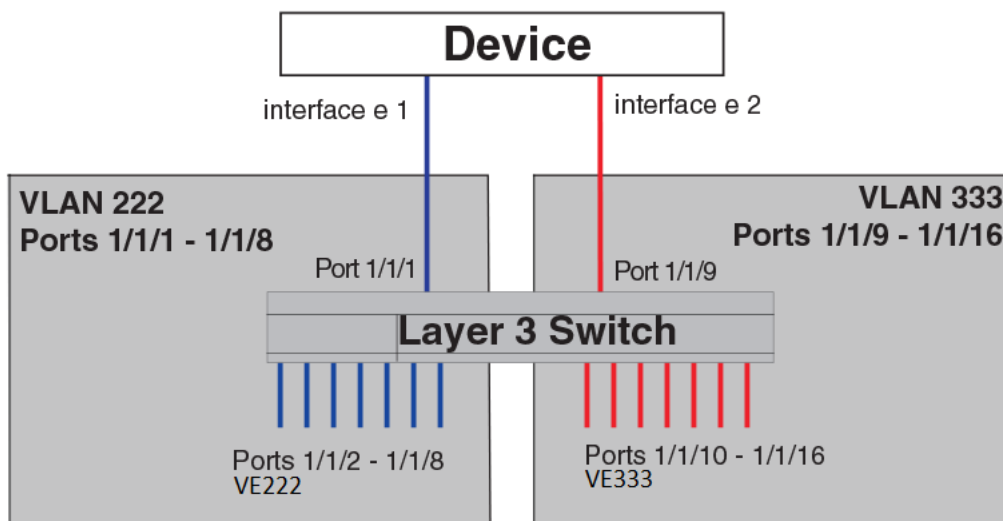 Device
interface e 1
interface e 2
VLAN 222
Ports 1/1/1 - 1/1/8
VLAN 333
Ports 1/1/9 - 1/1/16
Port 1/1/1
Port 1/1/9
Layer 3 Switch
Ports 1/1/2 - 1/1/8
VE222
Ports 1/1/10 - 1/1/16
VE333